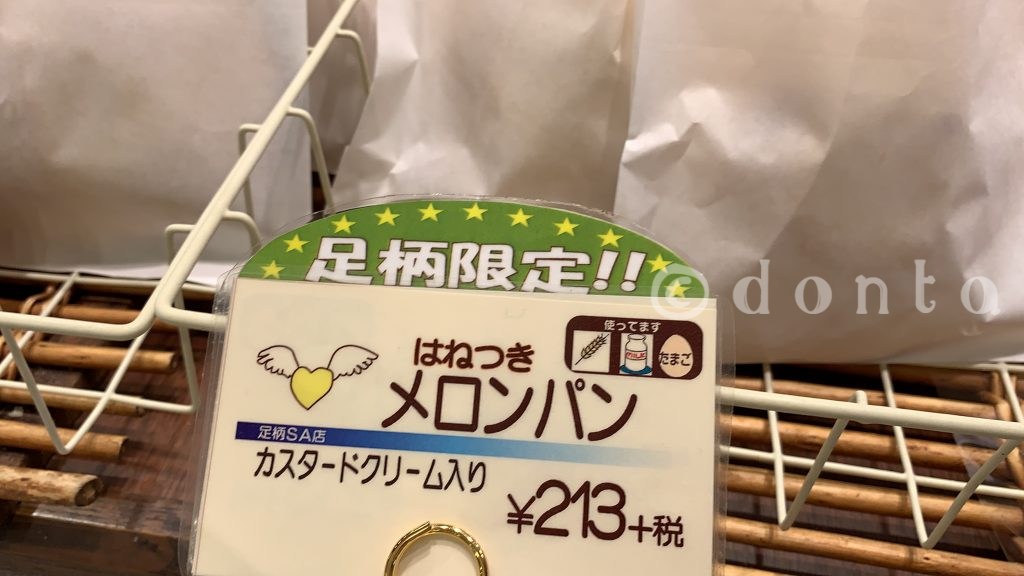 足柄限定!!
© donto
使ってます
たまご
はねつき
メロンパン
足柄SA店
カスタードクリーム入り
¥213+税